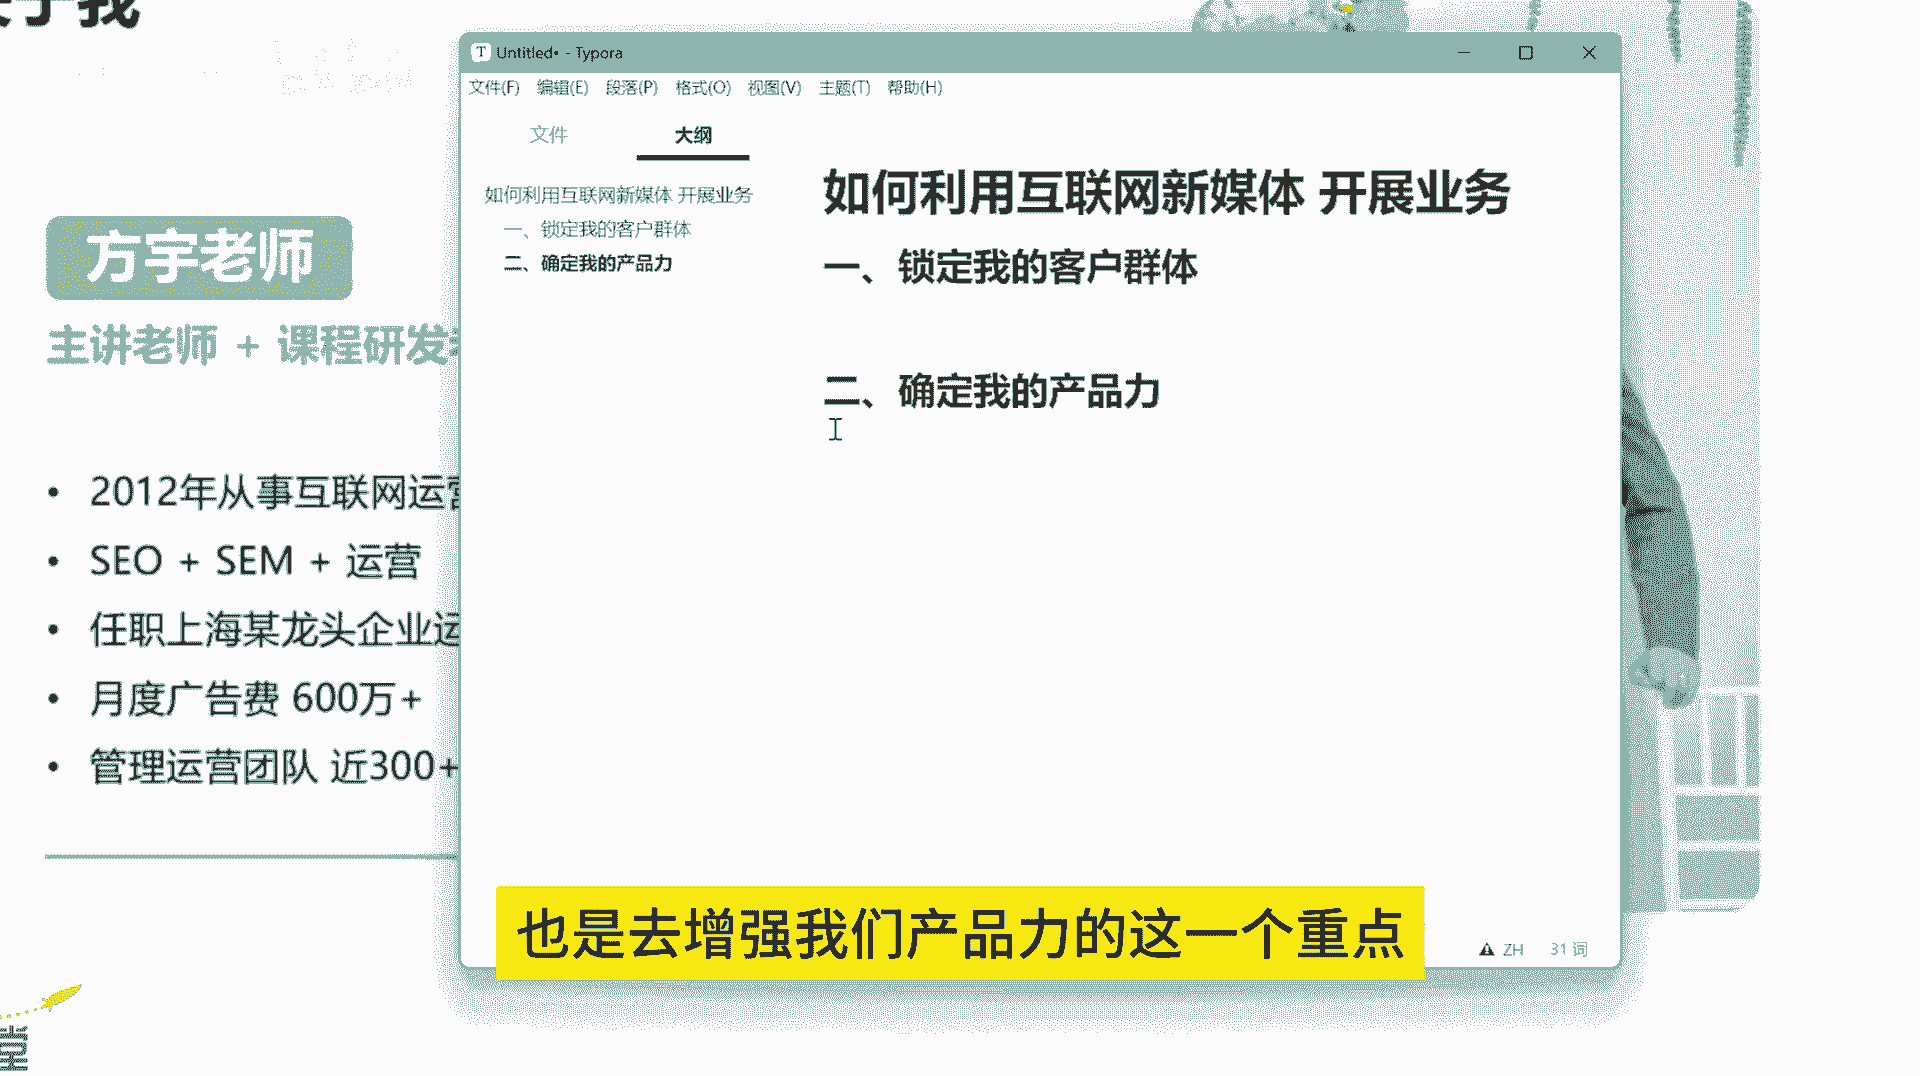 于我
方宇老师
主讲老师 + 课程研发
2012年从事互联网运营
SEO + SEM + 运营
任职上海某龙头企业运
月度广告费 600万+
管理运营团队 近300+
堂
Untitled• - Typora
文件(F) 编辑(E) 段落(P) 格式(O) 视图(V) 主题(T) 帮助(H)
文件 大纲
如何利用互联网新媒体 开展业务
一、锁定我的客户群体
二、确定我的产品力
如何利用互联网新媒体 开展业务
一、锁定我的客户群体
二、确定我的产品力
ZH 31 词
也是去增强我们产品力的这一个重点